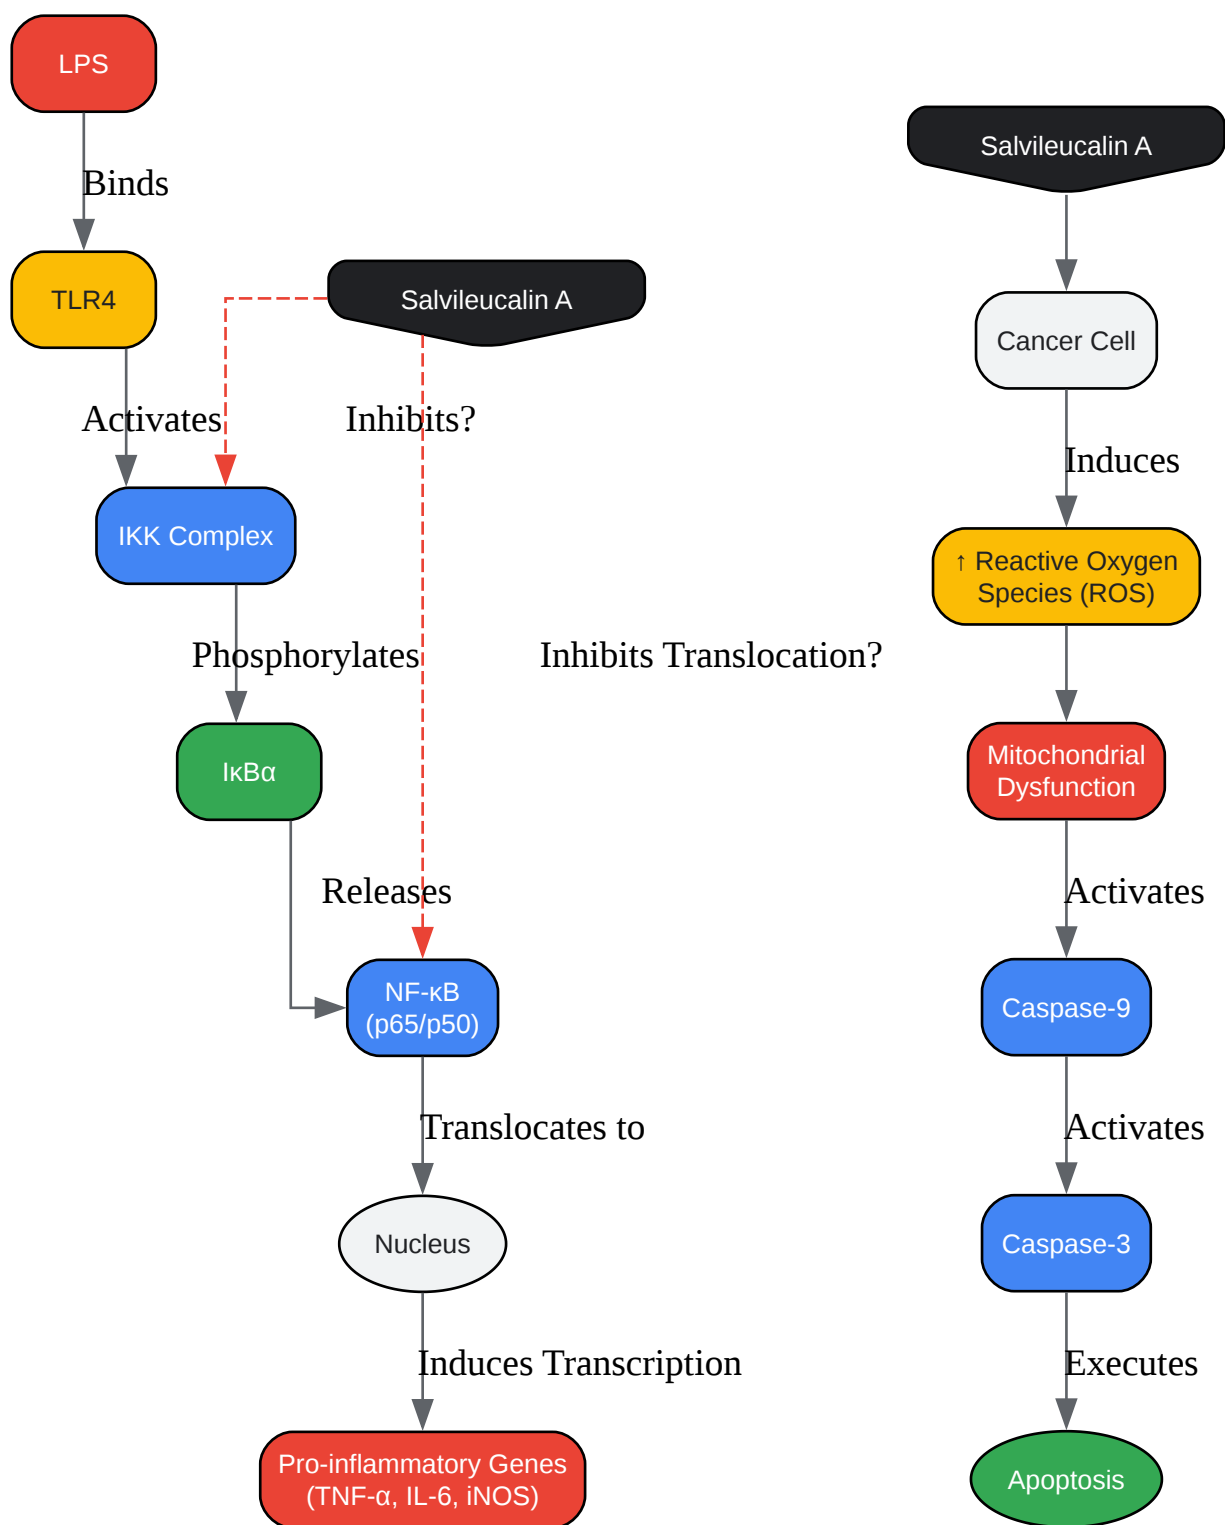 LPS
Binds
TLR4
Salvileucalin A
Activates
Inhibits?
IKK Complex
Phosphorylates
Inhibits Translocation?
IκBα
Releases
NF-κB
(p65/p50)
Translocates to
Nucleus
Induces Transcription
Pro-inflammatory Genes
(TNF-α, IL-6, iNOS)
Salvileucalin A
Cancer Cell
Induces
↑ Reactive Oxygen
Species (ROS)
Mitochondrial
Dysfunction
Activates
Caspase-9
Activates
Caspase-3
Executes
Apoptosis